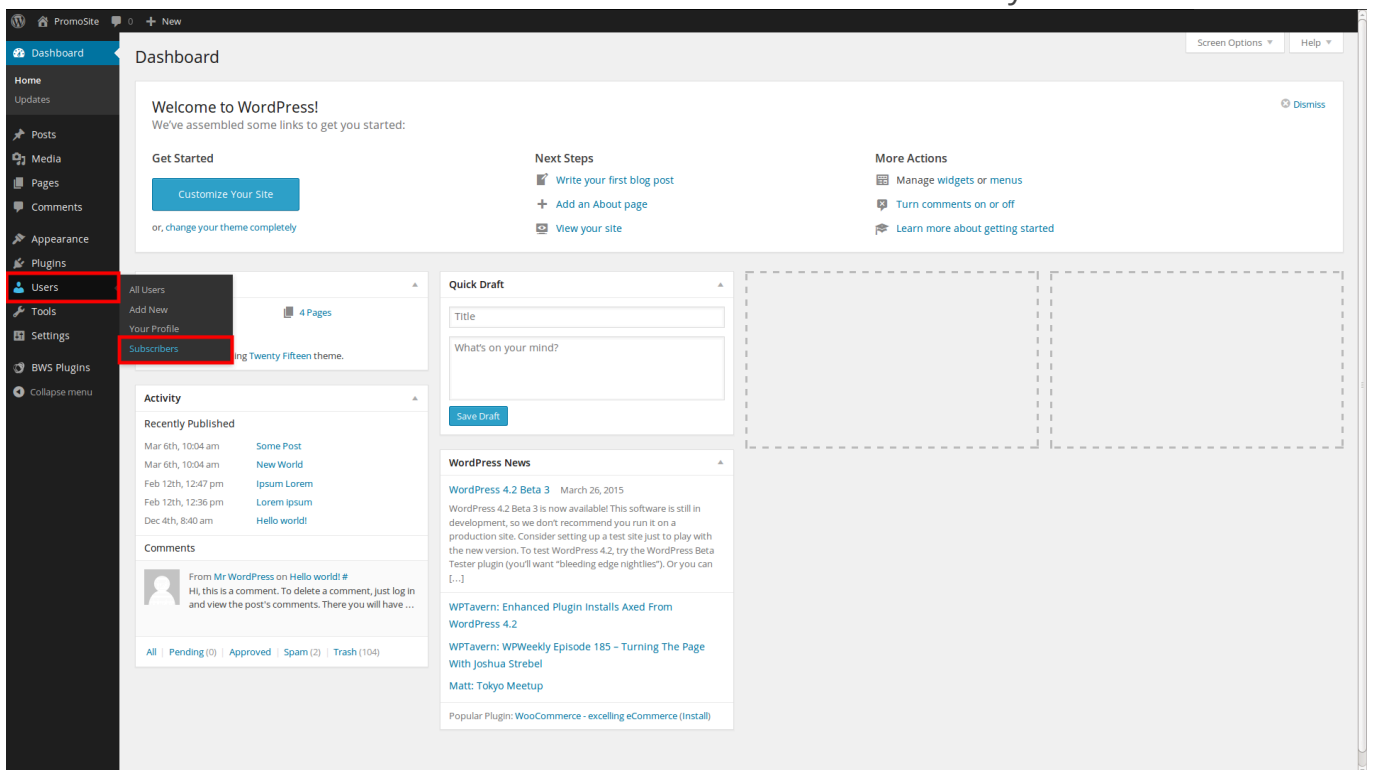 PromoSite 0 + New
Screen Options Help
Dashboard
Home
Updates
Posts
Media
Pages
Comments
Appearance
Plugins
Users
Tools
Settings
BWS Plugins
Collapse menu
All Users
Add New
Your Profile
Subscribers
Dashboard
Welcome to WordPress!
We've assembled some links to get you started:
Dismiss
Get Started
Customize Your Site
or, change your theme completely
Next Steps
Write your first blog post
Add an About page
View your site
More Actions
Manage widgets or menus
Turn comments on or off
Learn more about getting started
4 Pages
Twenty Fifteen theme.
Activity
Recently Published
Mar 6th, 10:04 am Some Post
Mar 6th, 10:04 am New World
Feb 12th, 12:47 pm Ipsum Lorem
Feb 12th, 12:36 pm Lorem ipsum
Dec 4th, 8:40 am Hello world!
Comments
From Mr WordPress on Hello world! #
Hi, this is a comment. To delete a comment, just log in
and view the post's comments. There you will have …
All | Pending (0) | Approved | Spam (2) | Trash (104)
Quick Draft
Title
What's on your mind?
Save Draft
WordPress News
WordPress 4.2 Beta 3 March 26, 2015
WordPress 4.2 Beta 3 is now available! This software is still in
development, so we don't recommend you run it on a
production site. Consider setting up a test site just to play with
the new version. To test WordPress 4.2, try the WordPress Beta
Tester plugin (you'll want "bleeding edge nightlies"). Or you can
[…]
WPTavern: Enhanced Plugin Installs Axed From
WordPress 4.2
WPTavern: WPWeekly Episode 185 – Turning The Page
With Joshua Strebel
Matt: Tokyo Meetup
Popular Plugin: WooCommerce - excelling eCommerce (Install)